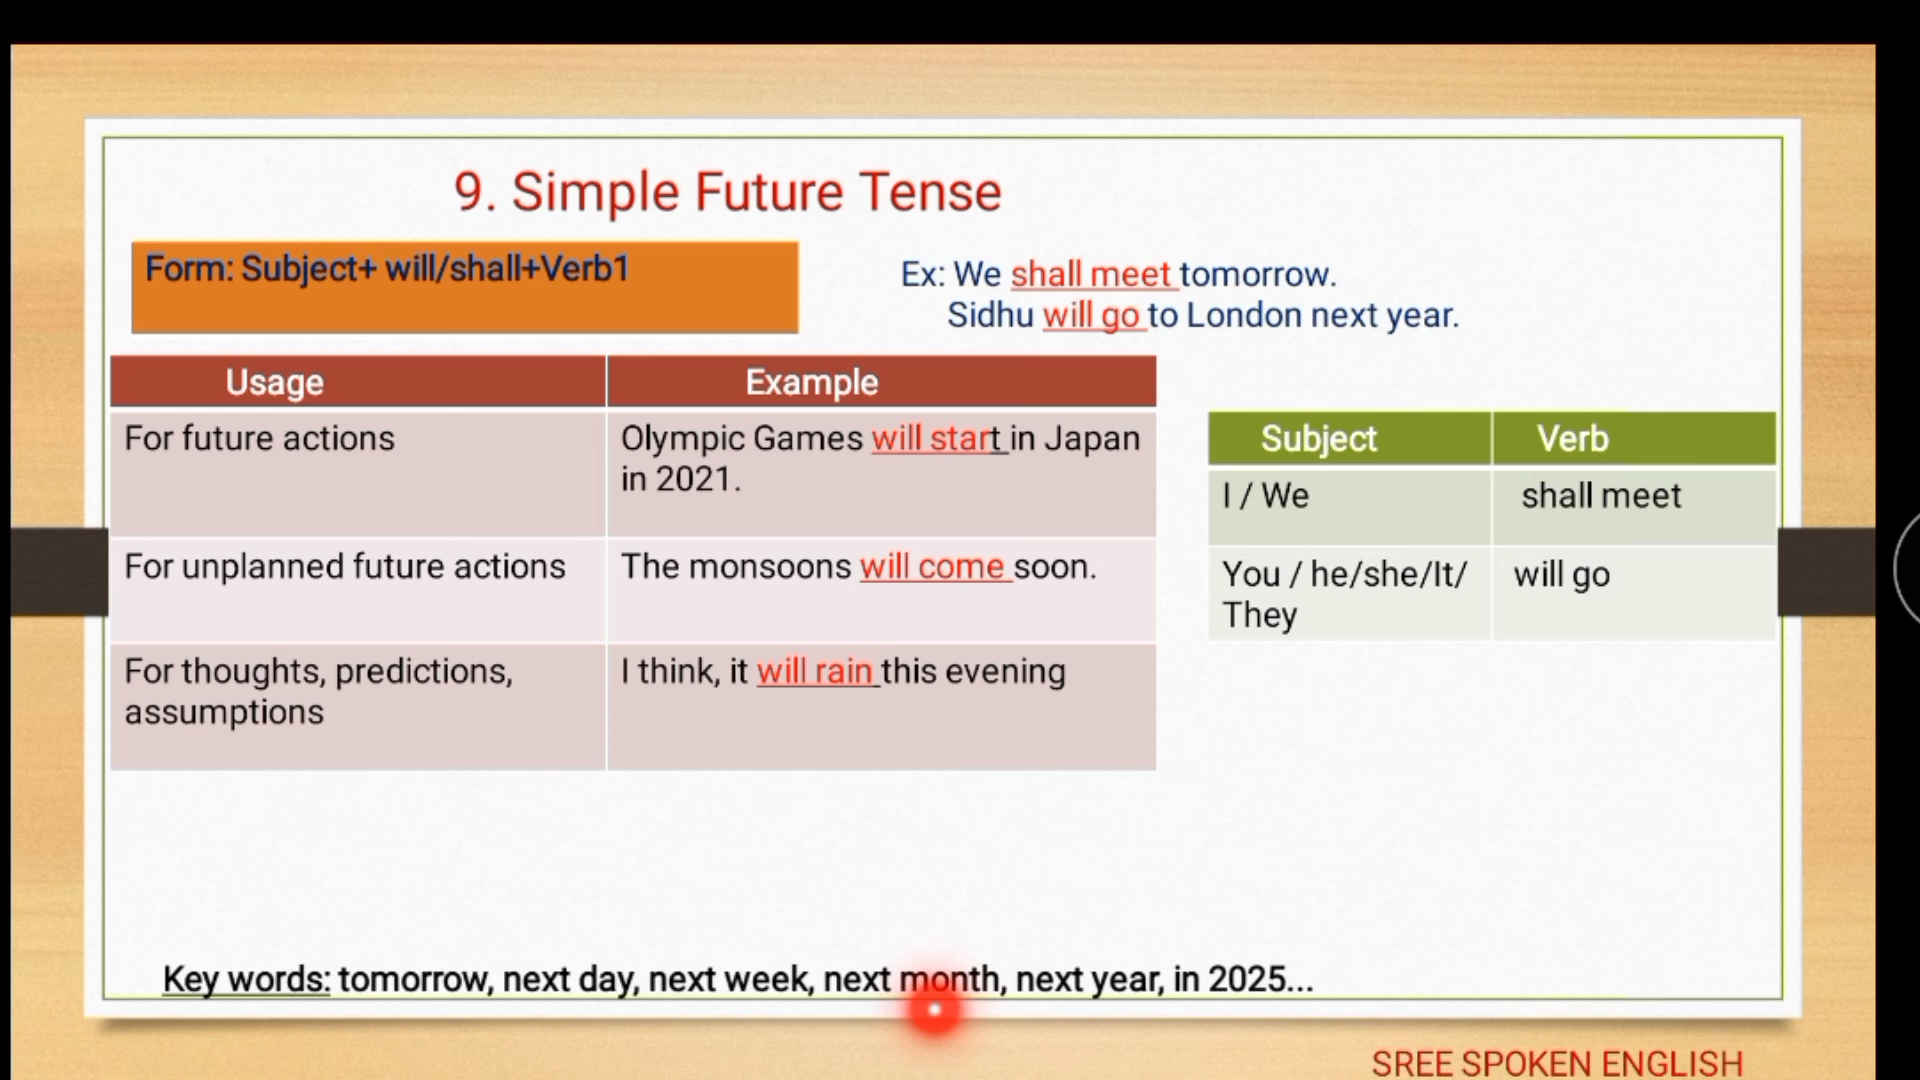 9. Simple Future Tense
Form: Subject+ will/shall+Verb1
Ex: We shall meet tomorrow.
Sidhu will go to London next year.
Usage Example
For future actions Olympic Games will start in Japan
in 2021.
For unplanned future actions The monsoons will come soon.
For thoughts, predictions, I think, it will rain this evening
assumptions
Subject Verb
I / We shall meet
You / he/she/It/ will go
They
Key words: tomorrow, next day, next week, next month, next year, in 2025...
SREE SPOKEN ENGLISH